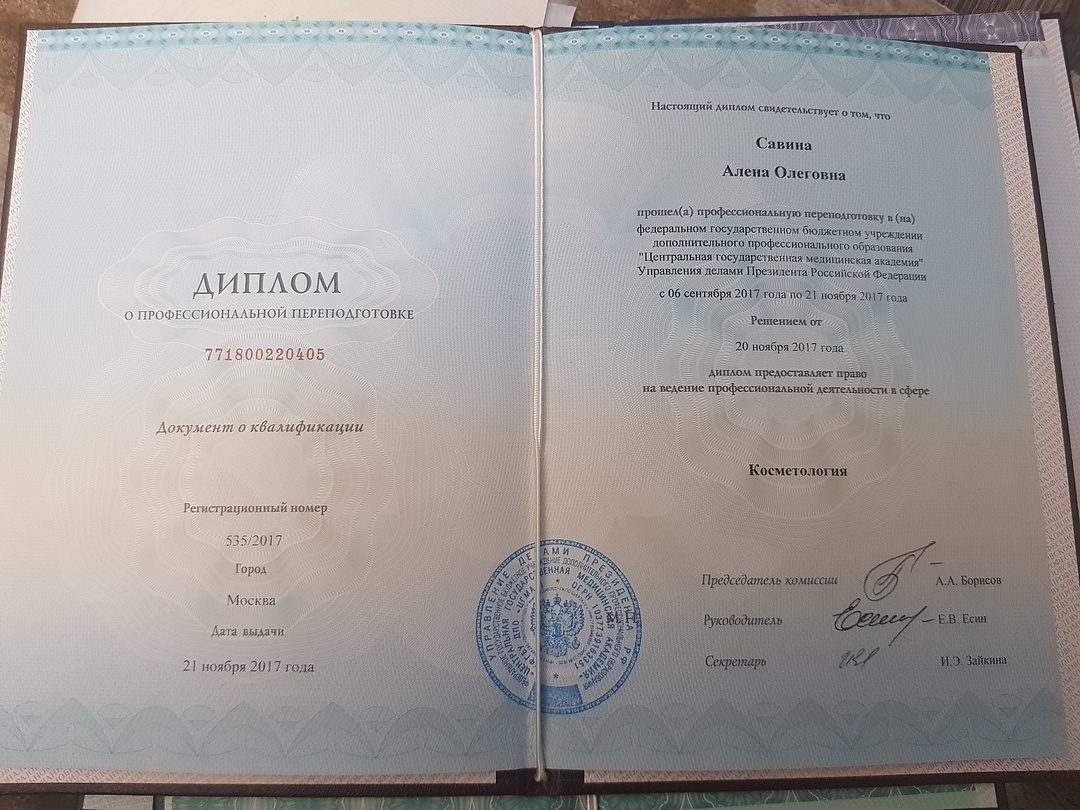 ДИПЛОМ
О ПРОФЕССИОНАЛЬНОЙ ПЕРЕПОДГОТОВКЕ
771800220405
Документ о квалификации
Регистрационный номер
535/2017
Город
Москва
Дата выдачи
21 ноября 2017 года
Настоящий диплом свидетельствует о том, что
Савина
Алена Олеговна
прошел(а) профессиональную переподготовку в (на)
федеральном государственном бюджетном учреждении
дополнительного профессионального образования
"Центральная государственная медицинская академия"
Управления делами Президента Российской Федерации
с 06 сентября 2017 года по 21 ноября 2017 года
Решением от
20 ноября 2017 года
диплом предоставляет право
на ведение профессиональной деятельности в сфере
Косметология
Председатель комиссии
А.А. Борисов
Руководитель
Е.В. Есин
Секретарь
И.Э. Зайкина
УПРАВЛЕНИЕ ДЕЛАМИ ПРЕЗИДЕНТА РФ